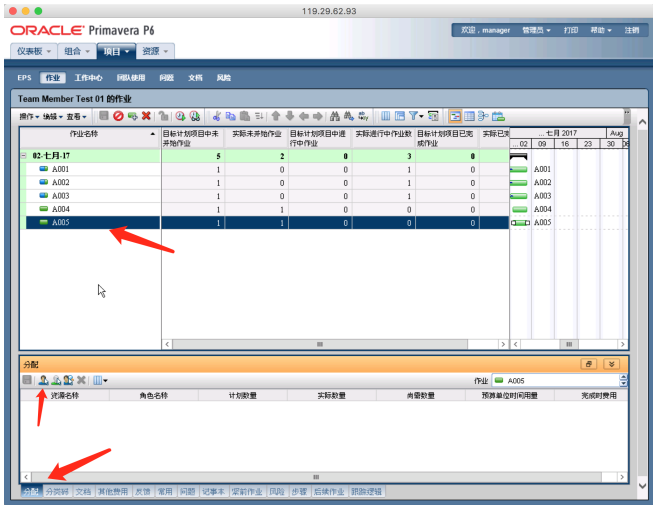 119.29.62.93
ORACLE Primavera P6
欢迎, manager 管理员 打印 帮助 注销
仪表板 组合 项目 资源
EPS 作业 工作中心 团队使用 问题 文档 风险
Team Member Test 01 的作业
操作 编辑 查看
作业名称 目标计划项目中未开始作业 实际未开始作业 目标计划项目中进行中作业 实际进行中作业数 目标计划项目已完成作业 实际已 ... 七月 2017 Aug
...02 09 16 23 30 06
02-七月-17 5 2 0 3 0
A001 1 0 0 1 0 A001
A002 1 0 0 1 0 A002
A003 1 0 0 1 0 A003
A004 1 1 0 0 0 A004
A005 1 1 0 0 0 A005
分配
作业 A005
资源名称 角色名称 计划数量 实际数量 尚需数量 预算单位时间用量 完成时费用
分配 分类码 文档 其他费用 反馈 常用 问题 记事本 紧前作业 风险 步骤 后续作业 跟踪逻辑